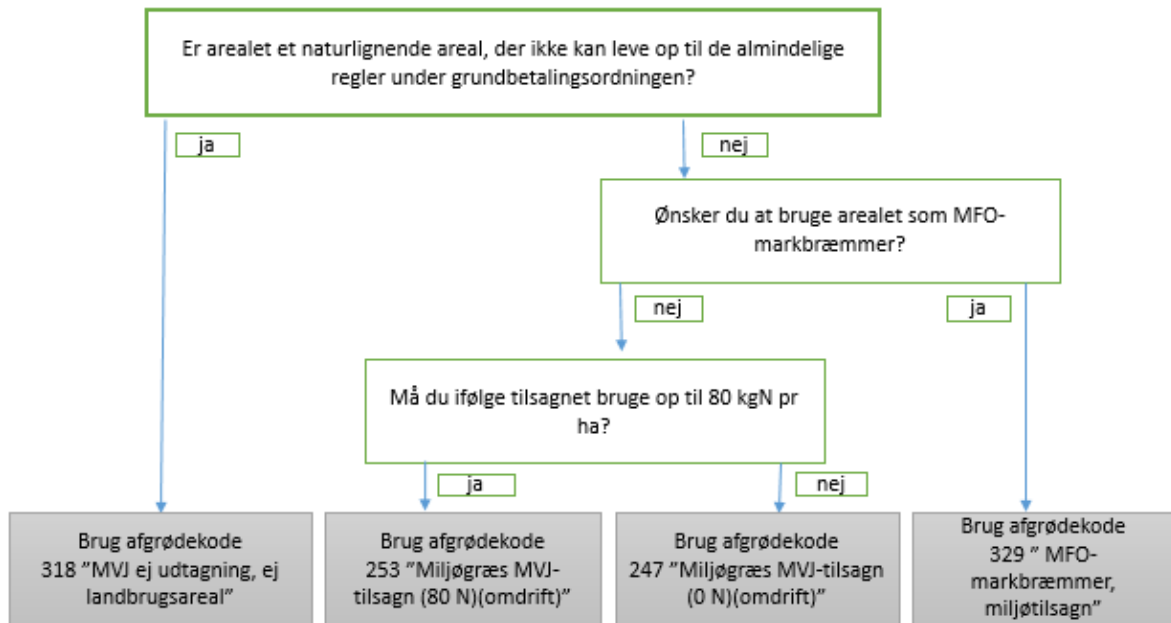 Er arealet et naturlignende areal, der ikke kan leve op til de almindelige
regler under grundbetalingsordningen?
ja
nej
Ønsker du at bruge arealet som MFO-
markbræmmer?
nej
ja
Må du ifølge tilsagnet bruge op til 80 kgN pr
ha?
ja
nej
Brug afgrødekode
318 ”MVJ ej udtagning, ej
landbrugsareal”
Brug afgrødekode
253 ”Miljøgræs MVJ-
tilsagn (80 N)(omdrift)”
Brug afgrødekode
247 ”Miljøgræs MVJ-tilsagn
(0 N)(omdrift)”
Brug afgrødekode
329 ” MFO-
markbræmmer,
miljøtilsagn”